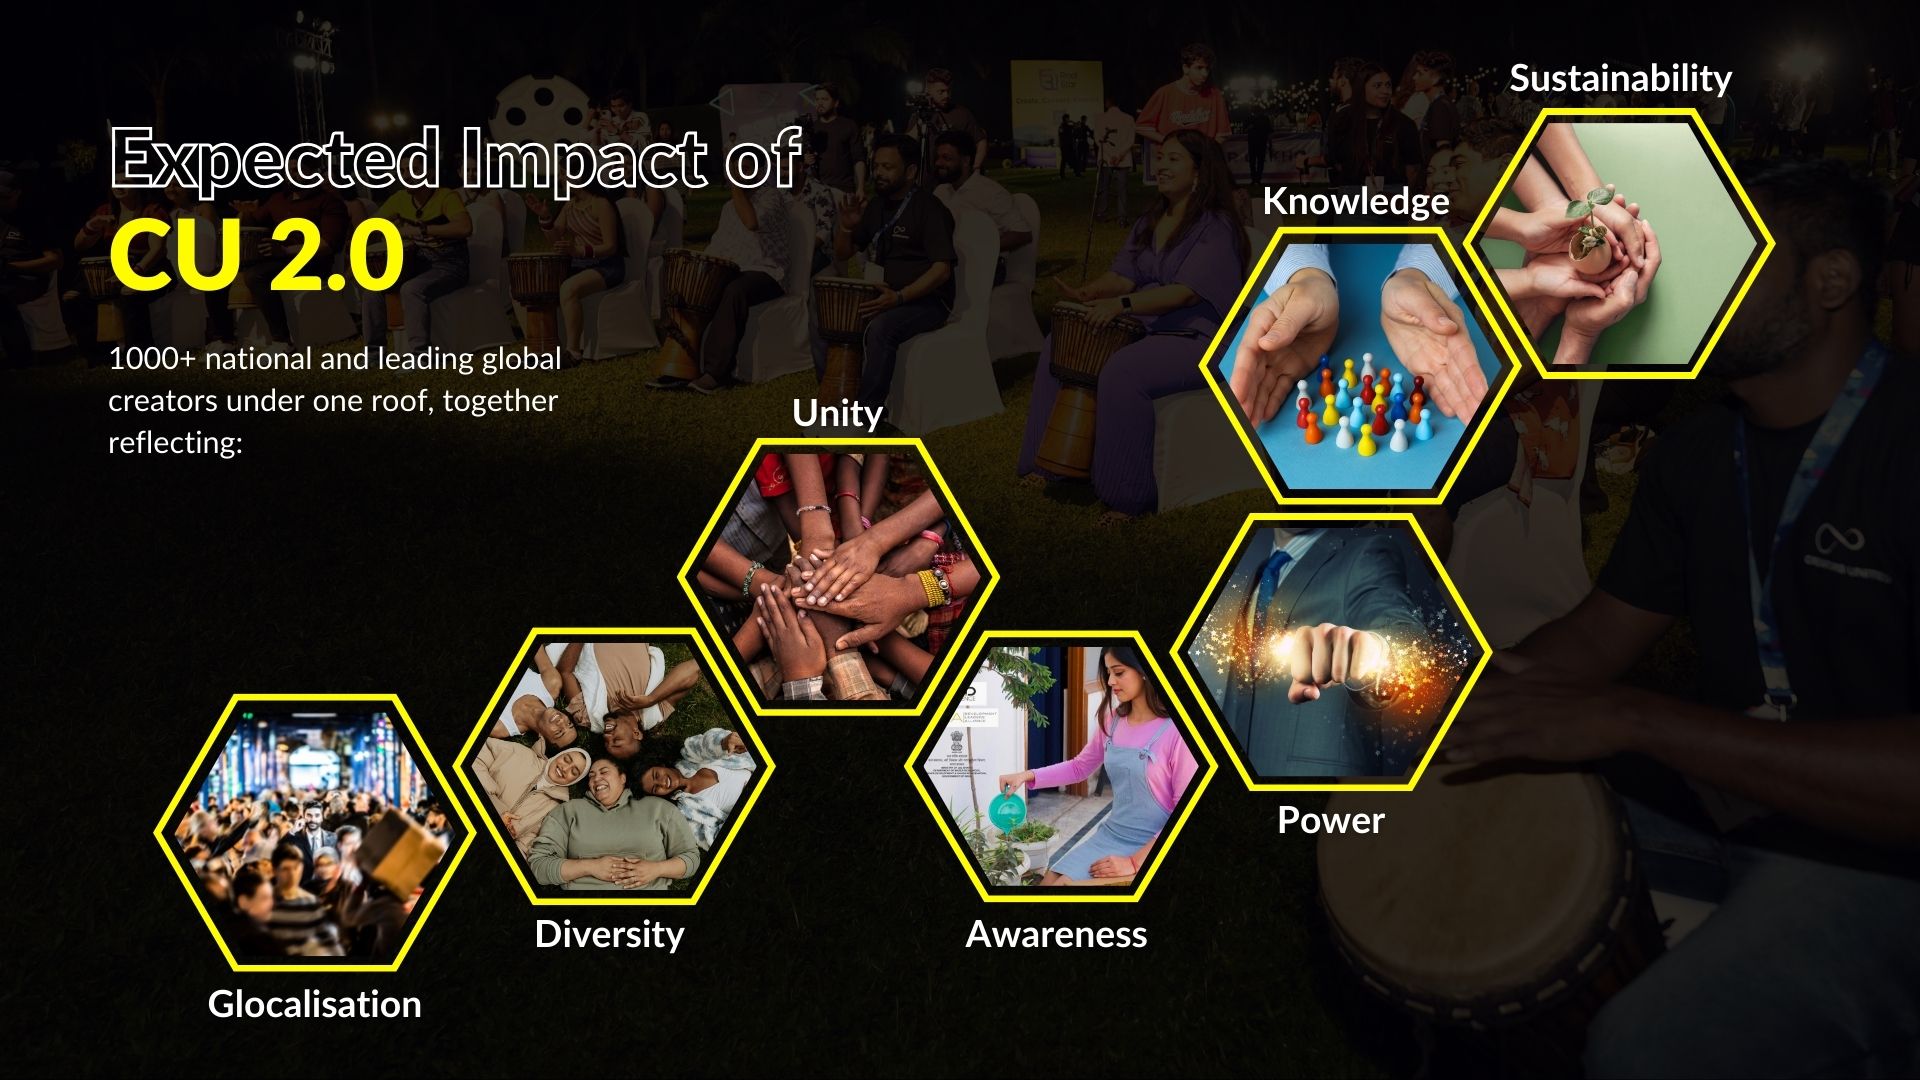 Expected Impact of
CU 2.0
1000+ national and leading global
creators under one roof, together
reflecting:
Sustainability
Knowledge
Unity
Power
Diversity
Awareness
Glocalisation